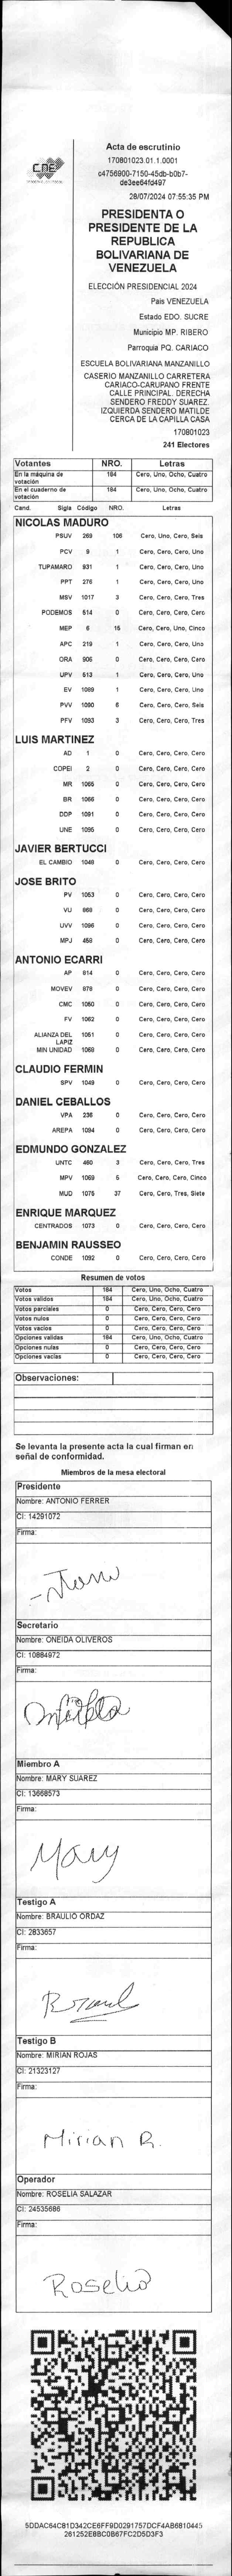 CNE
Acta de escrutinio
170801023.01.1.0001
c4756900-7150-45db-b0b7-
de3ee64fd497
28/07/2024 07:55:35 PM
PRESIDENTA O
PRESIDENTE DE LA
REPUBLICA
BOLIVARIANA DE
VENEZUELA
ELECCIÓN PRESIDENCIAL 2024
Pais VENEZUELA
Estado EDO. SUCRE
Municipio MP. RIBERO
Parroquia PQ. CARIACO
ESCUELA BOLIVARIANA MANZANILLO
CASERIO MANZANILLO CARRETERA
CARIACO-CARUPANO FRENTE
CALLE PRINCIPAL. DERECHA
SENDERO FREDDY SUAREZ.
IZQUIERDA SENDERO MATILDE
CERCA DE LA CAPILLA CASA
170801023
241 Electores
Votantes NRO. Letras
En la máquina de votación 184 Cero, Uno, Ocho, Cuatro
En el cuaderno de votación 184 Cero, Uno, Ocho, Cuatro
Cand. Sigla Código NRO. Letras
NICOLAS MADURO
PSUV 269 106 Cero, Uno, Cero, Seis
PCV 9 1 Cero, Cero, Cero, Uno
TUPAMARO 931 1 Cero, Cero, Cero, Uno
PPT 276 1 Cero, Cero, Cero, Uno
MSV 1017 3 Cero, Cero, Cero, Tres
PODEMOS 514 0 Cero, Cero, Cero, Cero
MEP 6 15 Cero, Cero, Uno, Cinco
APC 219 1 Cero, Cero, Cero, Uno
ORA 905 0 Cero, Cero, Cero, Cero
UPV 513 1 Cero, Cero, Cero, Uno
EV 1089 1 Cero, Cero, Cero, Uno
PVV 1090 6 Cero, Cero, Cero, Seis
PFV 1093 3 Cero, Cero, Cero, Tres
LUIS MARTINEZ
AD 1 0 Cero, Cero, Cero, Cero
COPEI 2 0 Cero, Cero, Cero, Cero
MR 1065 0 Cero, Cero, Cero, Cero
BR 1066 0 Cero, Cero, Cero, Cero
DDP 1091 0 Cero, Cero, Cero, Cero
UNE 1095 0 Cero, Cero, Cero, Cero
JAVIER BERTUCCI
EL CAMBIO 1048 0 Cero, Cero, Cero, Cero
JOSE BRITO
PV 1053 0 Cero, Cero, Cero, Cero
VU 868 0 Cero, Cero, Cero, Cero
UVV 1096 0 Cero, Cero, Cero, Cero
MPJ 459 0 Cero, Cero, Cero, Cero
ANTONIO ECARRI
AP 814 0 Cero, Cero, Cero, Cero
MOVEV 878 0 Cero, Cero, Cero, Cero
CMC 1050 0 Cero, Cero, Cero, Cero
FV 1062 0 Cero, Cero, Cero, Cero
ALIANZA DEL LAPIZ 1051 0 Cero, Cero, Cero, Cero
MIN UNIDAD 1068 0 Cero, Cero, Cero, Cero
CLAUDIO FERMIN
SPV 1049 0 Cero, Cero, Cero, Cero
DANIEL CEBALLOS
VPA 238 0 Cero, Cero, Cero, Cero
AREPA 1094 0 Cero, Cero, Cero, Cero
EDMUNDO GONZALEZ
UNTC 460 3 Cero, Cero, Cero, Tres
MPV 1069 5 Cero, Cero, Cero, Cinco
MUD 1075 37 Cero, Cero, Tres, Siete
ENRIQUE MARQUEZ
CENTRADOS 1073 0 Cero, Cero, Cero, Cero
BENJAMIN RAUSSEO
CONDE 1092 0 Cero, Cero, Cero, Cero
Resumen de votos
Votos 184 Cero, Uno, Ocho, Cuatro
Votos validos 184 Cero, Uno, Ocho, Cuatro
Votos parciales 0 Cero, Cero, Cero, Cero
Votos nulos 0 Cero, Cero, Cero, Cero
Votos vacios 0 Cero, Cero, Cero, Cero
Opciones validas 184 Cero, Uno, Ocho, Cuatro
Opciones nulas 0 Cero, Cero, Cero, Cero
Opciones vacias 0 Cero, Cero, Cero, Cero
Observaciones:
Se levanta la presente acta la cual firman en
señal de conformidad.
Miembros de la mesa electoral
Presidente
Nombre: ANTONIO FERRER
CI: 14291072
Firma:
Secretario
Nombre: ONEIDA OLIVEROS
CI: 10884972
Firma:
Miembro A
Nombre: MARY SUAREZ
CI: 13668573
Firma:
Mary
Testigo A
Nombre: BRAULIO ORDAZ
CI: 2833657
Firma:
Testigo B
Nombre: MIRIAN ROJAS
CI: 21323127
Firma:
Mirian R.
Operador
Nombre: ROSELIA SALAZAR
CI: 24535686
Firma:
Roselia
5DDAC64C81D342CE6FF9D0291757DCF4AB6810445
261252E8BC0B67FC2D5D3F3